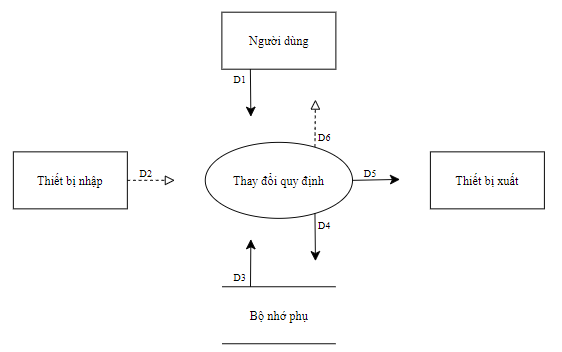 Người dùng
D1
D6
Thiết bị nhập
D2
Thay đổi quy định
D5
Thiết bị xuất
D4
D3
Bộ nhớ phụ